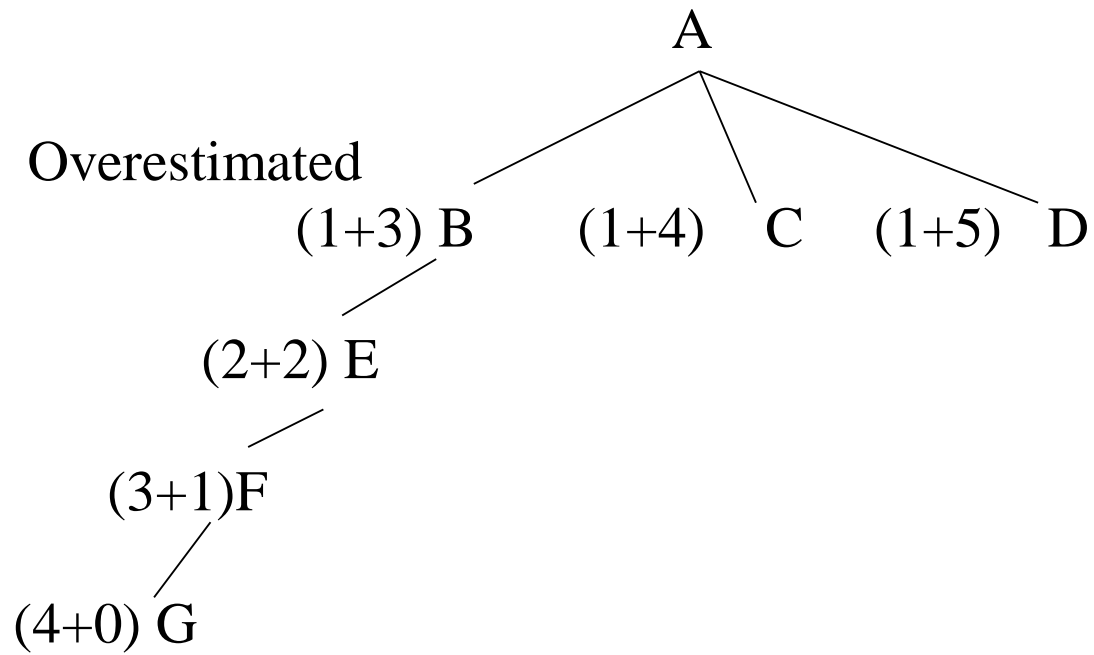 A
Overestimated
(1+3) B (1+4) C (1+5) D
(2+2) E
(3+1)F
(4+0) G